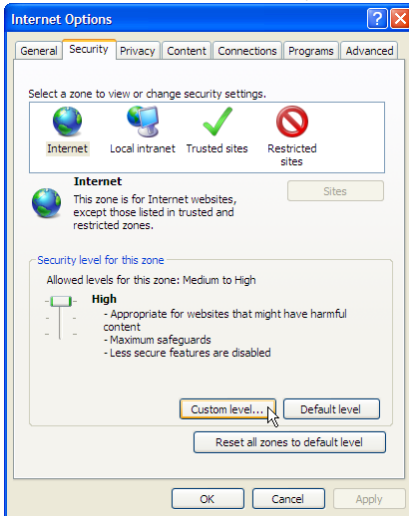 Internet Options
General Security Privacy Content Connections Programs Advanced
Select a zone to view or change security settings.
Internet Local intranet Trusted sites Restricted
sites
Internet
This zone is for Internet websites,
except those listed in trusted and
restricted zones.
Sites
Security level for this zone
Allowed levels for this zone: Medium to High
High
- Appropriate for websites that might have harmful
content
- Maximum safeguards
- Less secure features are disabled
Custom level... Default level
Reset all zones to default level
OK Cancel Apply